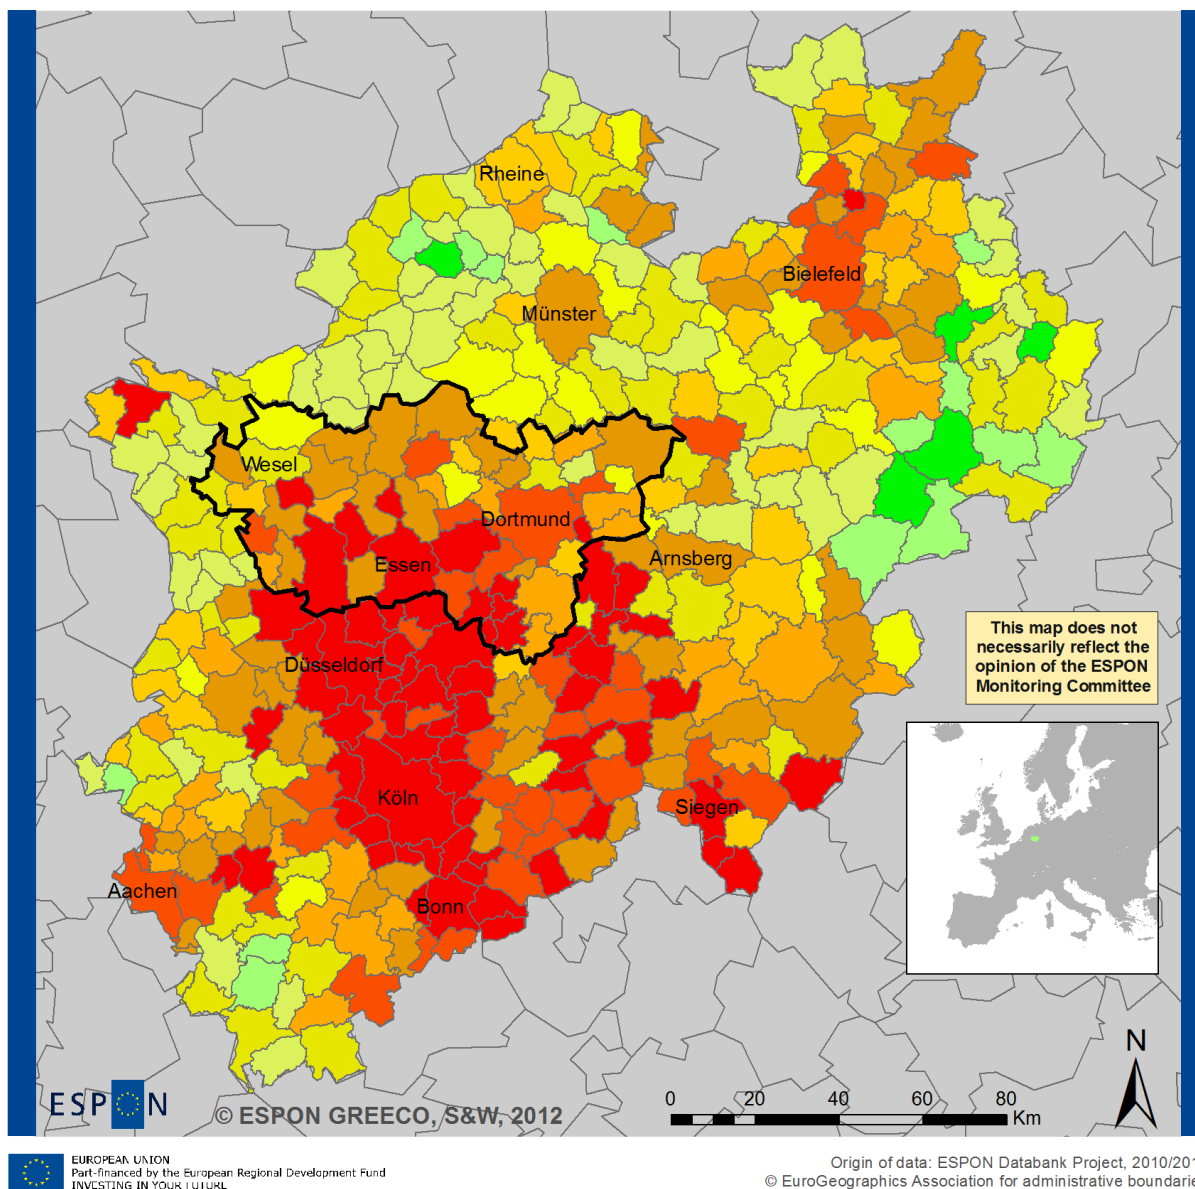 Rheine
Bielefeld
Münster
Wesel
Dortmund
Essen
Arnsberg
Düsseldorf
Köln
Siegen
Aachen
Bonn
This map does not
necessarily reflect the
opinion of the ESPON
Monitoring Committee
N
0 20 40 60 80
Km
ESPON
© ESPON GREECO, S&W, 2012
EUROPEAN UNION
Part-financed by the European Regional Development Fund
INVESTING IN YOUR FUTURE
Origin of data: ESPON Databank Project, 2010/201
© EuroGeographics Association for administrative boundarie